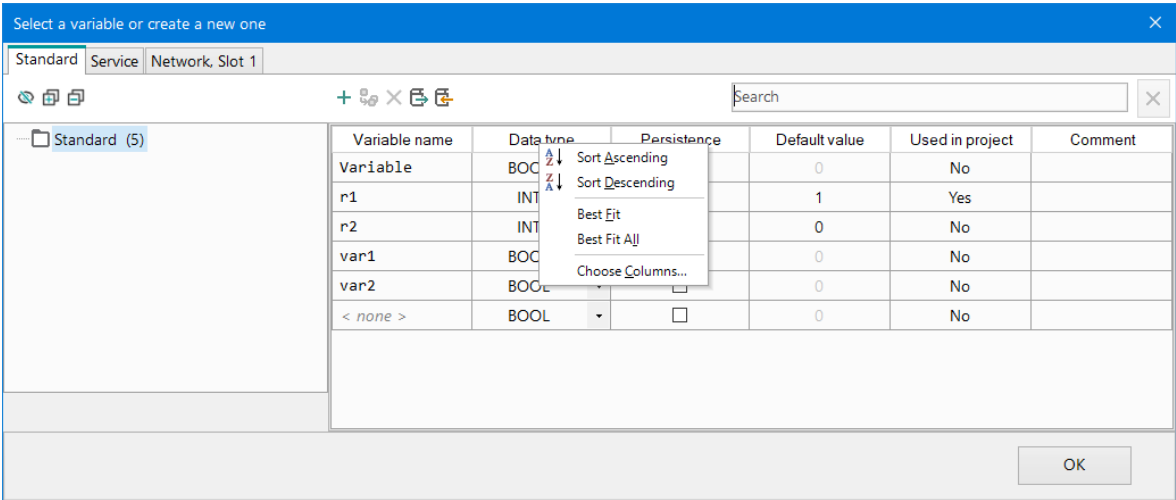 Select a variable or create a new one
Standard Service Network, Slot 1
Search
Standard (5)
Variable name Data type Persistence Default value Used in project Comment
Variable BOOL 0 No
r1 INT 1 Yes
r2 INT 0 No
var1 BOOL 0 No
var2 BOOL 0 No
< none > BOOL 0 No
Sort Ascending
Sort Descending
Best Fit
Best Fit All
Choose Columns...
OK